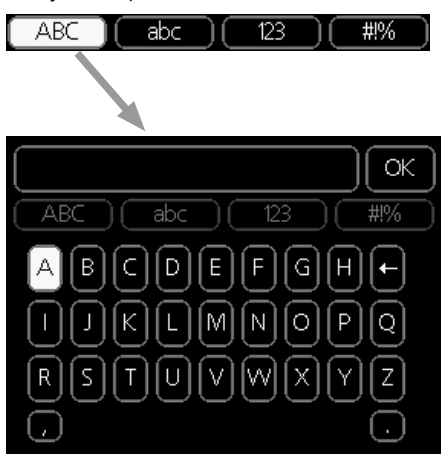 ABC abc 123 #!%
OK
ABC abc 123 #!%
A B C D E F G H ←
I J K L M N O P Q
R S T U V W X Y Z
, .